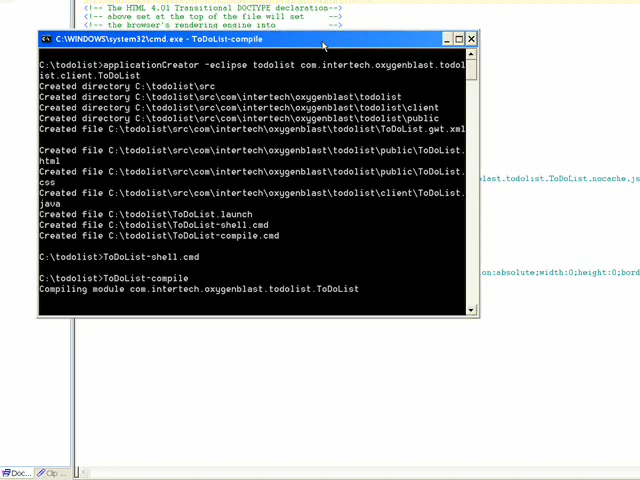 <!-- The HTML 4.01 Transitional DOCTYPE declaration-->
<!-- above set at the top of the file will set -->
<!-- the browser's rendering engine into -->
C:\WINDOWS\system32\cmd.exe - ToDoList-compile
C:\todolist>applicationCreator -eclipse todolist com.intertech.oxygenblast.todol
ist.client.ToDoList
Created directory C:\todolist\src
Created directory C:\todolist\src\com\intertech\oxygenblast\todolist
Created directory C:\todolist\src\com\intertech\oxygenblast\todolist\client
Created directory C:\todolist\src\com\intertech\oxygenblast\todolist\public
Created file C:\todolist\src\com\intertech\oxygenblast\todolist\ToDoList.gwt.xml
Created file C:\todolist\src\com\intertech\oxygenblast\todolist\public\ToDoList.
html
Created file C:\todolist\src\com\intertech\oxygenblast\todolist\public\ToDoList.
css
Created file C:\todolist\src\com\intertech\oxygenblast\todolist\client\ToDoList.
java
Created file C:\todolist\ToDoList.launch
Created file C:\todolist\ToDoList-shell.cmd
Created file C:\todolist\ToDoList-compile.cmd
C:\todolist>ToDoList-shell.cmd
C:\todolist>ToDoList-compile
Compiling module com.intertech.oxygenblast.todolist.ToDoList
blast.todolist.ToDoList.nocache.js
ion:absolute;width:0;height:0;bord
Doc... Clip ...